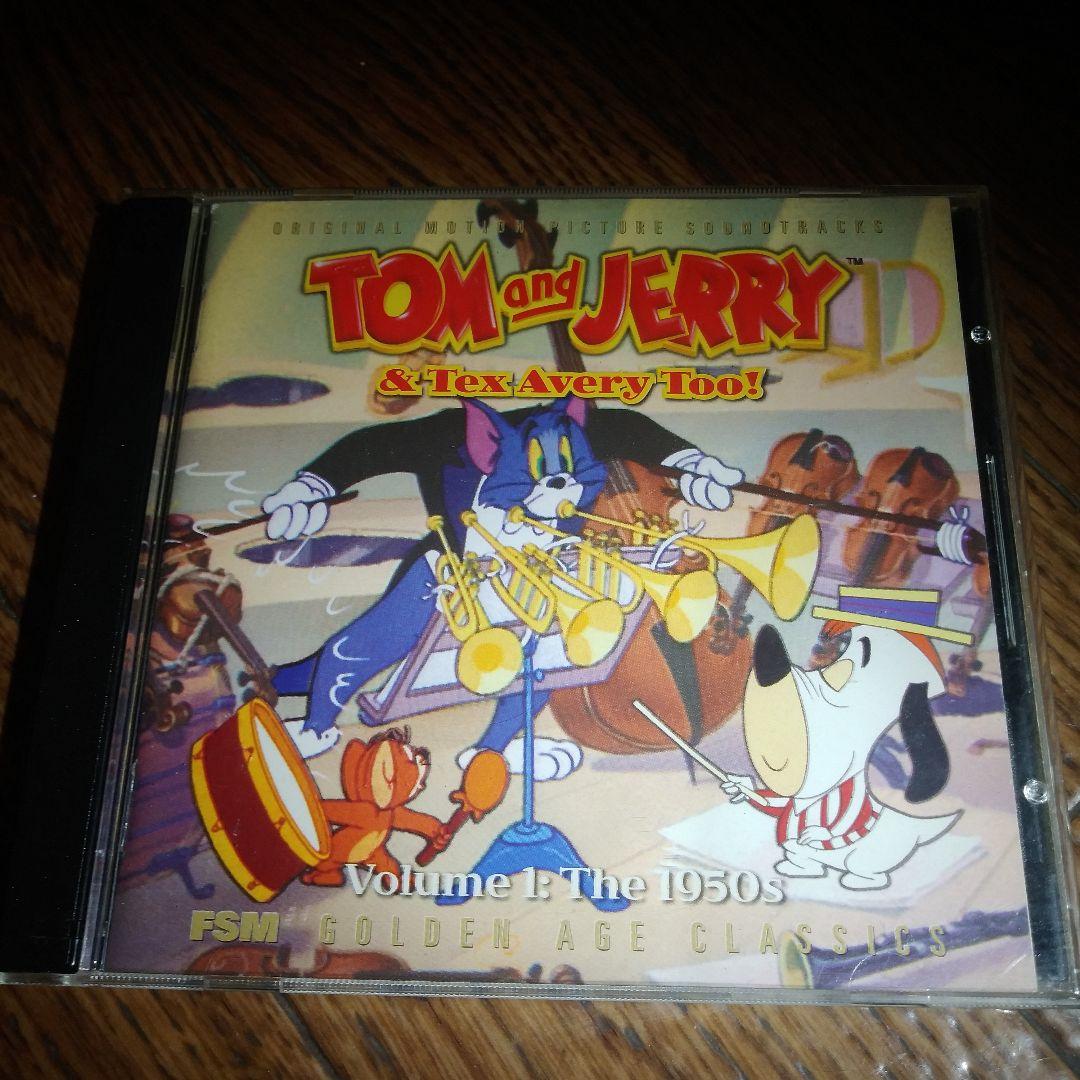 ORIGINAL MOTION PICTURE SOUNDTRACKS
TOM and JERRY™
& Tex Avery Too!
Volume 1: The 1950s
FSM GOLDEN AGE CLASSICS